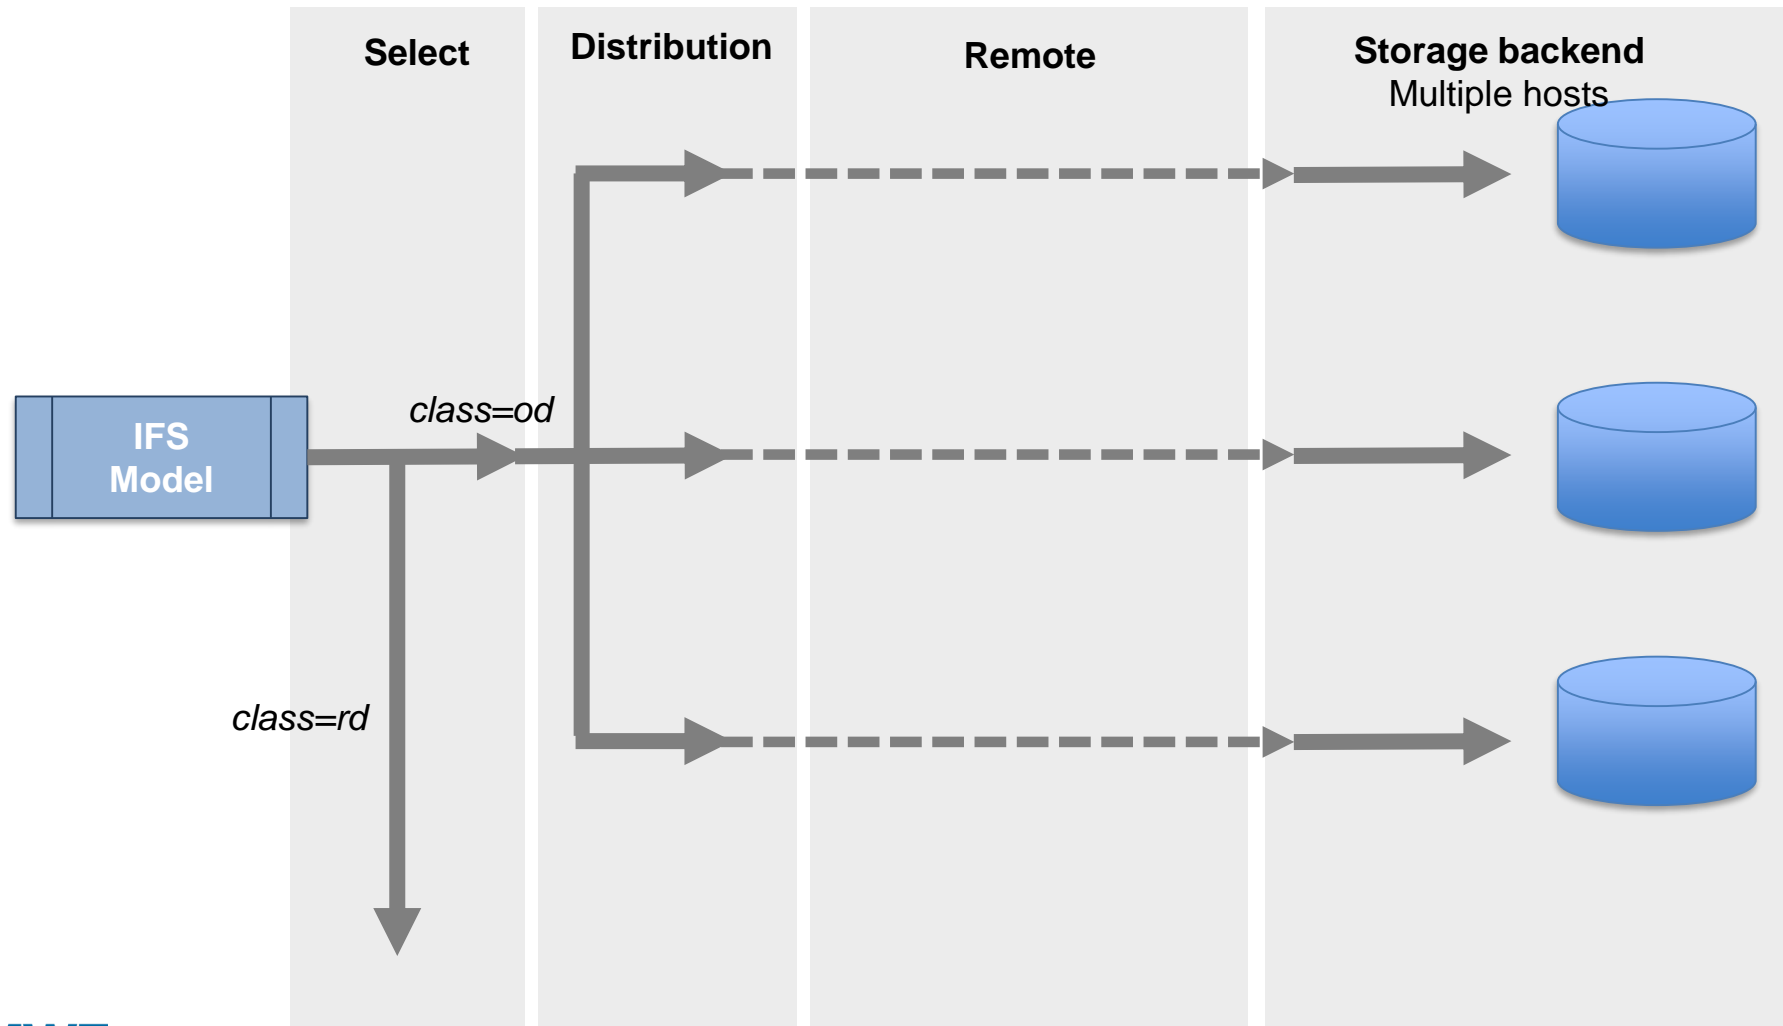 Select
Distribution
Remote
Storage backend
Multiple hosts
class=od
IFS
Model
class=rd